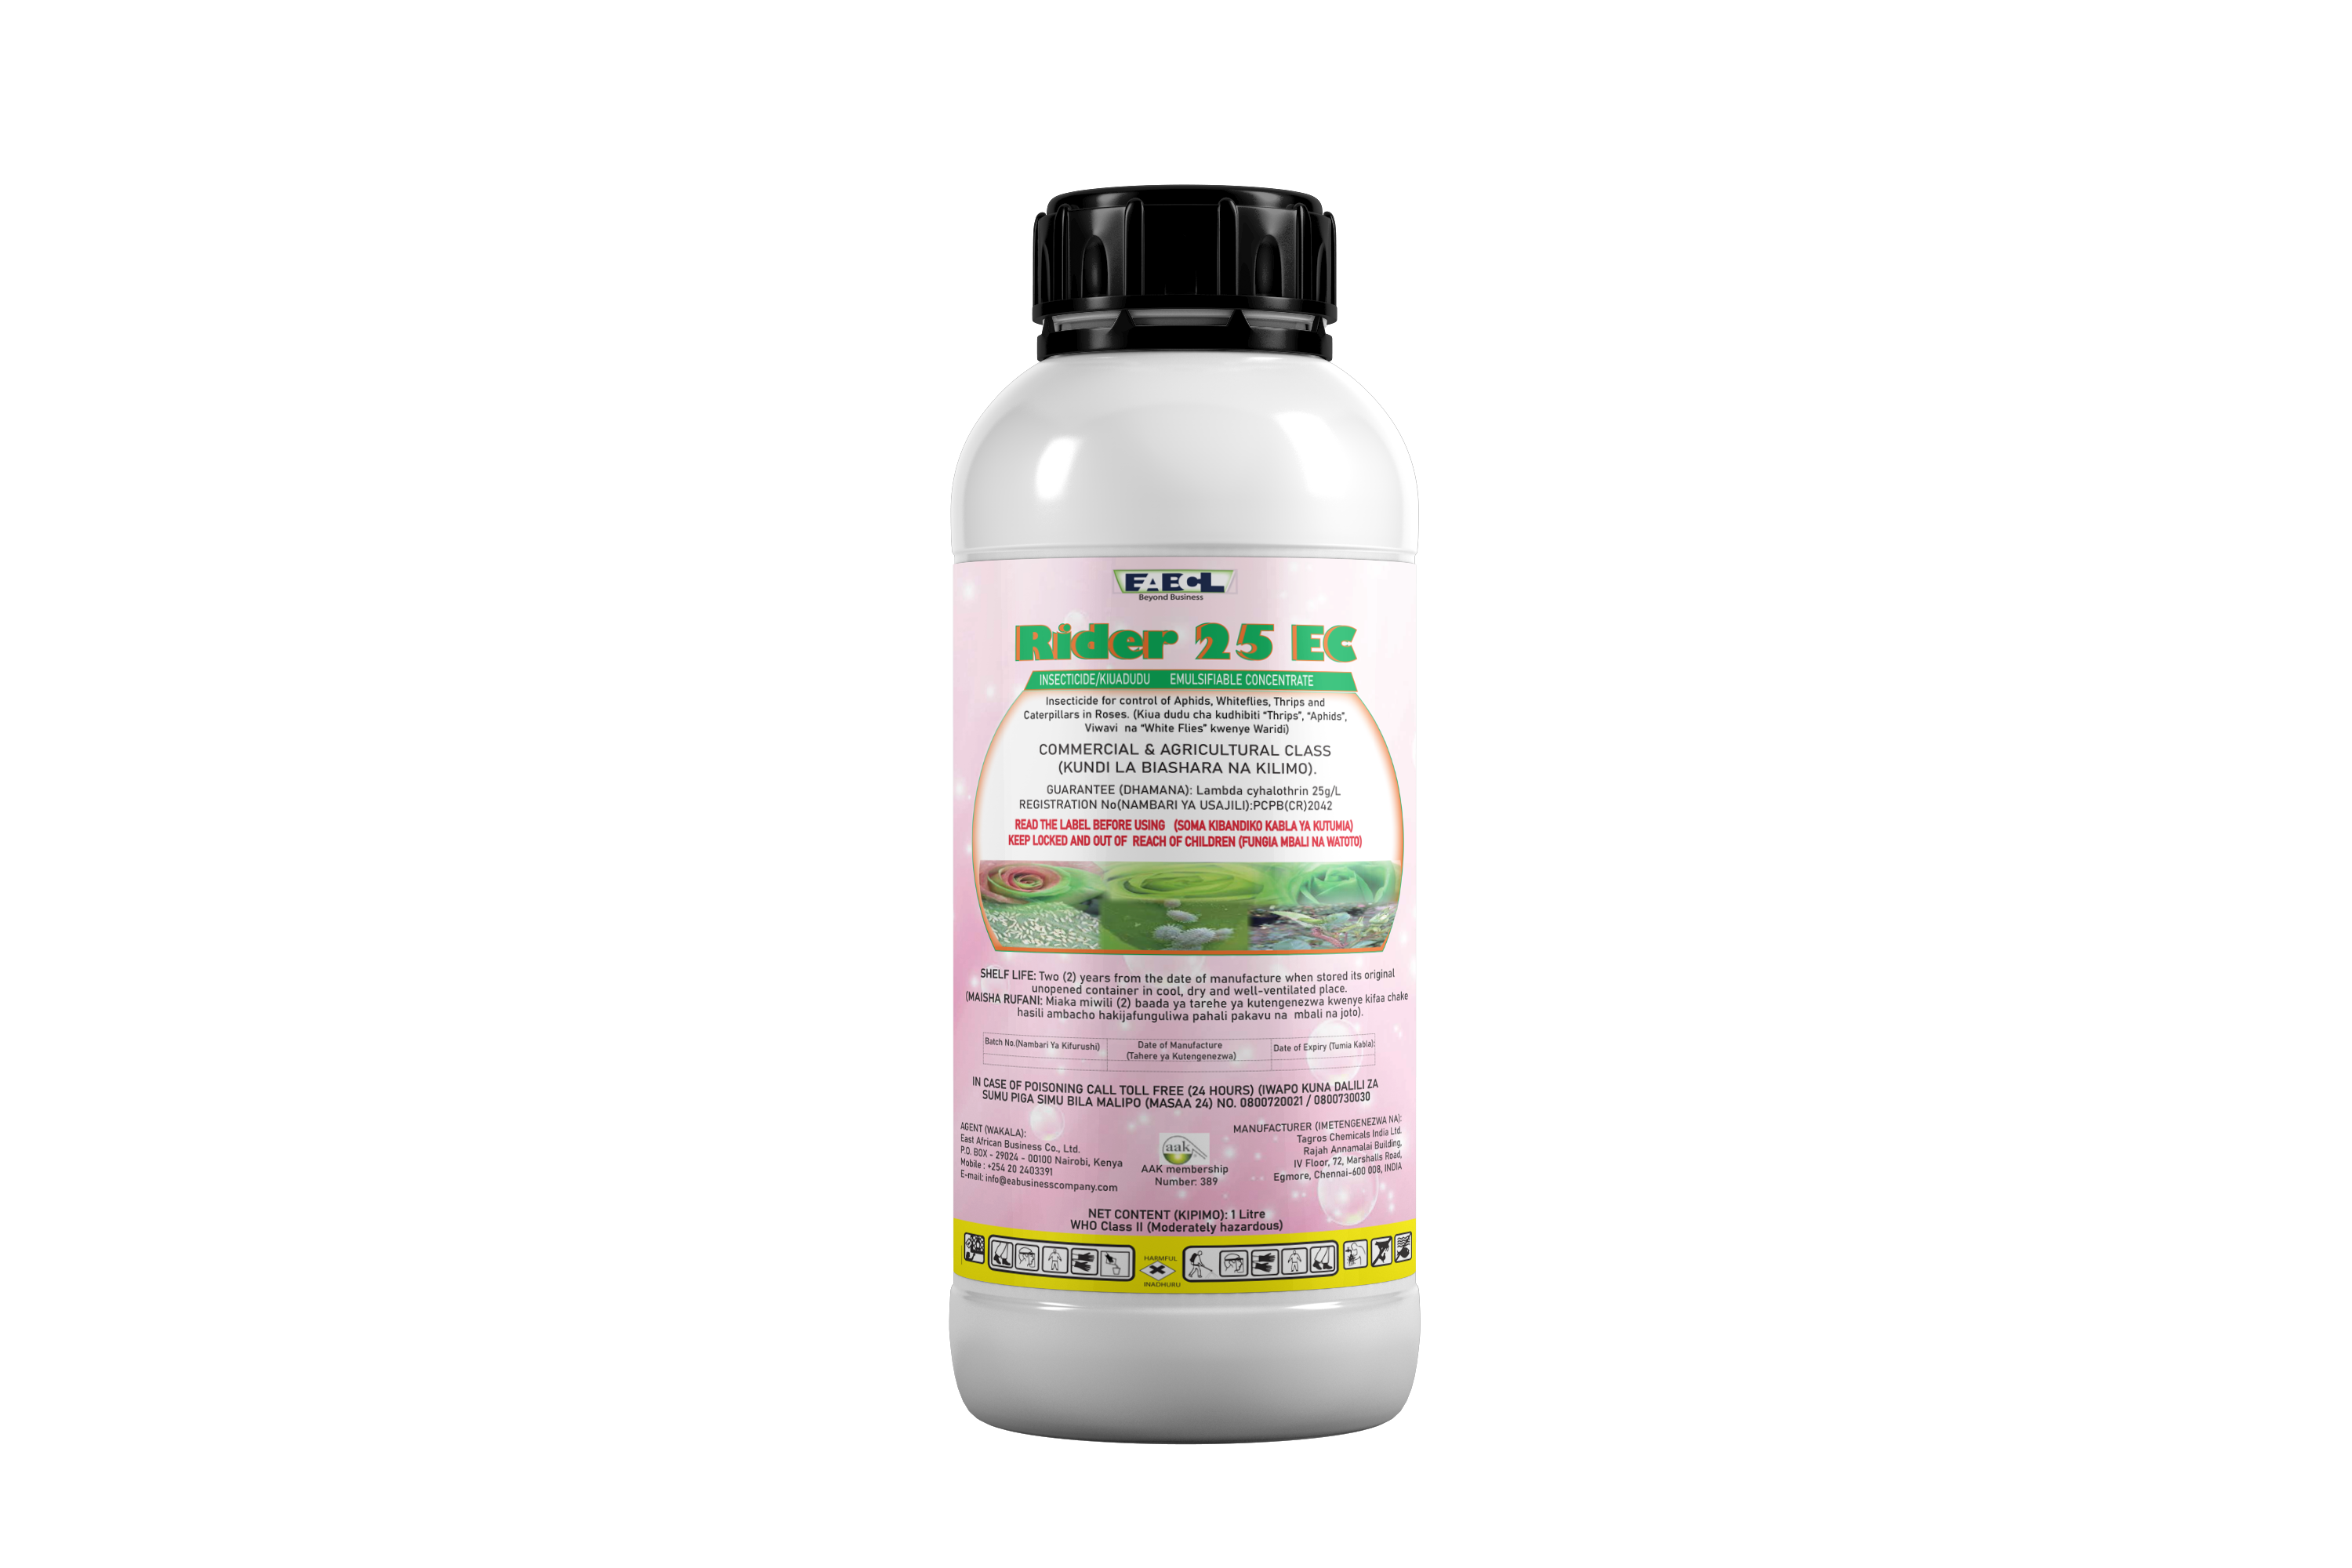 EAECL
Beyond Business
Rider 25 EC
INSECTICIDE/KIUADUDU EMULSIFIABLE CONCENTRATE
Insecticide for control of Aphids, Whiteflies, Thrips and
Caterpillars in Roses. (Kiua dudu cha kudhibiti "Thrips", "Aphids",
Viwavi na "White Flies" kwenye Waridi)
COMMERCIAL & AGRICULTURAL CLASS
(KUNDI LA BIASHARA NA KILIMO).
GUARANTEE (DHAMANA): Lambda cyhalothrin 25g/L
REGISTRATION No(NAMBARI YA USAJILI):PCPB(CR)2042
READ THE LABEL BEFORE USING (SOMA KIBANDIKO KABLA YA KUTUMIA)
KEEP LOCKED AND OUT OF REACH OF CHILDREN (FUNGIA MBALI NA WATOTO)
SHELF LIFE: Two (2) years from the date of manufacture when stored its original
unopened container in cool, dry and well-ventilated place.
(MAISHA RUFANI: Miaka miwili (2) baada ya tarehe ya kutengenezwa kwenye kifaa chake
hasili ambacho hakijafunguliwa pahali pakavu na mbali na joto).
Batch No.(Nambari Ya Kifurushi)
Date of Manufacture
(Tahere ya Kutengenezwa)
Date of Expiry (Tumia Kabla):
IN CASE OF POISONING CALL TOLL FREE (24 HOURS) (IWAPO KUNA DALILI ZA
SUMU PIGA SIMU BILA MALIPO (MASAA 24) NO. 0800720021 / 0800730030
AGENT (WAKALA):
East African Business Co., Ltd.
P.O. BOX - 29024 - 00100 Nairobi, Kenya
Mobile : +254 20 2403391
E-mail: info@eabusinesscompany.com
aak
AAK membership
Number: 389
MANUFACTURER (IMETENGENEZWA NA):
Tagros Chemicals India Ltd.
Rajah Annamalai Building,
IV Floor, 72, Marshalls Road,
Egmore, Chennai-600 008, INDIA
NET CONTENT (KIPIMO): 1 Litre
WHO Class II (Moderately hazardous)
HARMFUL
INADHURU